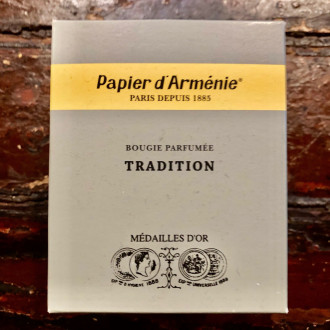 Papier d'Arménie®
PARIS DEPUIS 1885
BOUGIE PARFUMÉE
TRADITION
MÉDAILLES D'OR